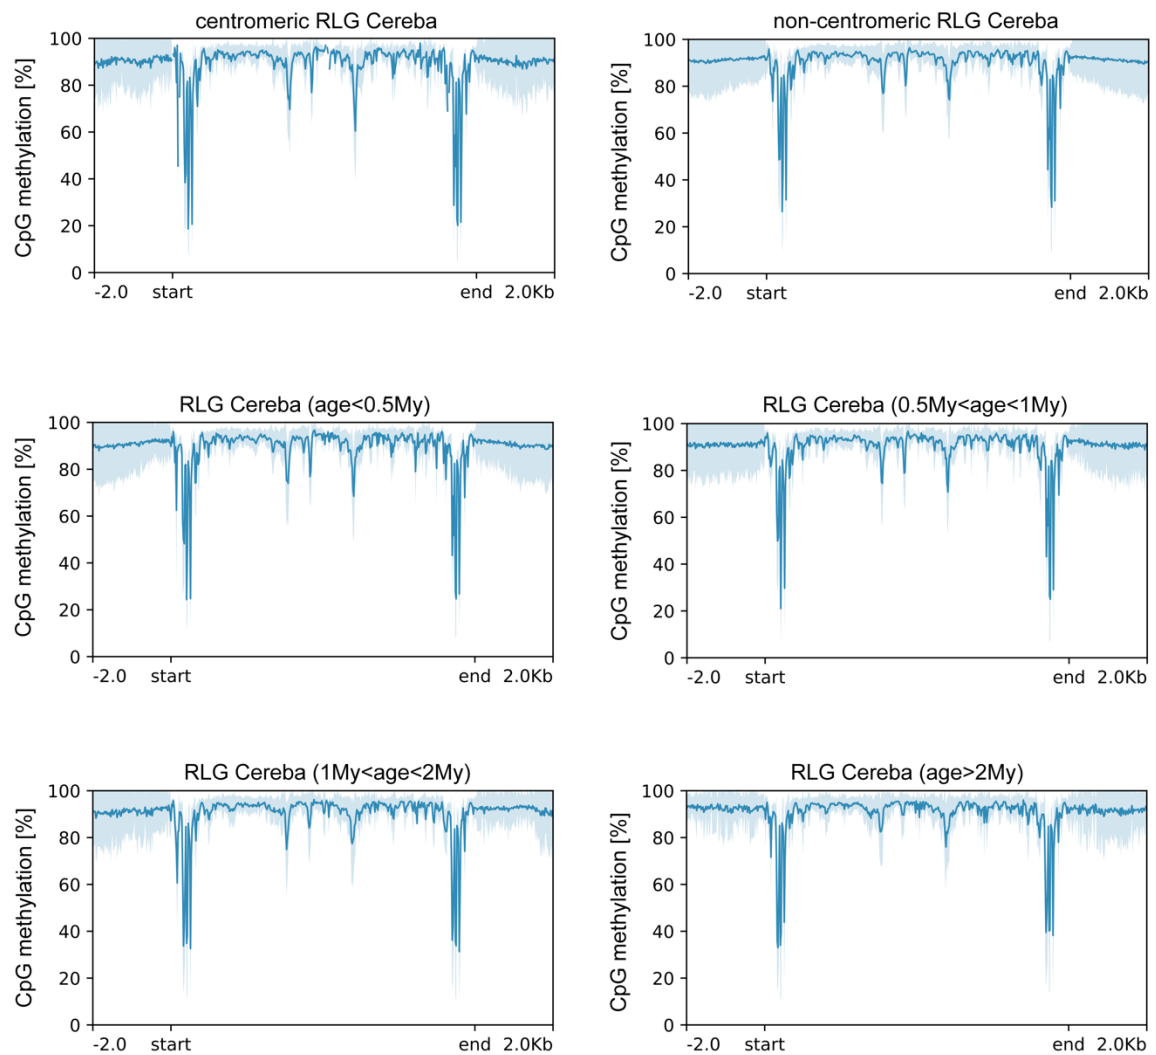 centromeric RLG Cereba
CpG methylation [%]
100
80
60
40
20
0
-2.0 start end 2.0Kb
non-centromeric RLG Cereba
CpG methylation [%]
100
80
60
40
20
0
-2.0 start end 2.0Kb
RLG Cereba (age<0.5My)
CpG methylation [%]
100
80
60
40
20
0
-2.0 start end 2.0Kb
RLG Cereba (0.5My<age<1My)
CpG methylation [%]
100
80
60
40
20
0
-2.0 start end 2.0Kb
RLG Cereba (1My<age<2My)
CpG methylation [%]
100
80
60
40
20
0
-2.0 start end 2.0Kb
RLG Cereba (age>2My)
CpG methylation [%]
100
80
60
40
20
0
-2.0 start end 2.0Kb